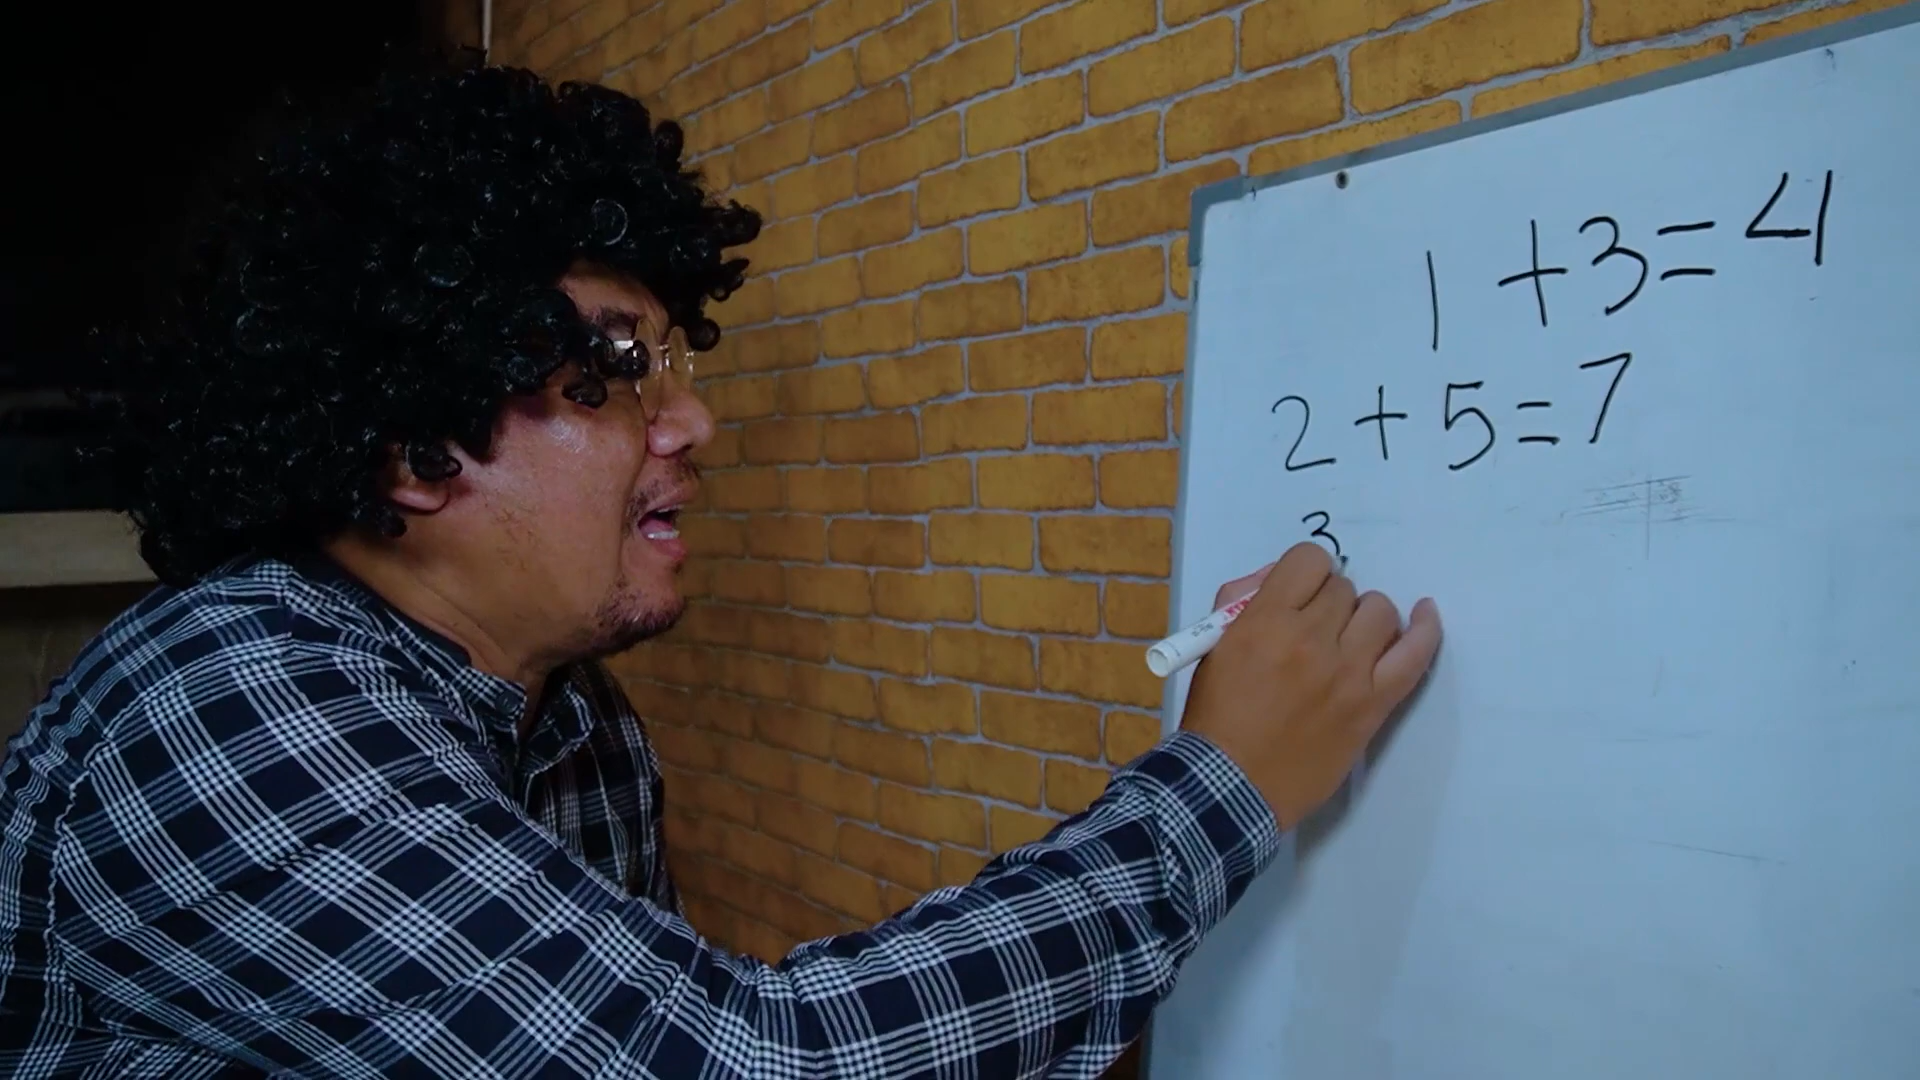 1 + 3 = 4
2 + 5 = 7
3